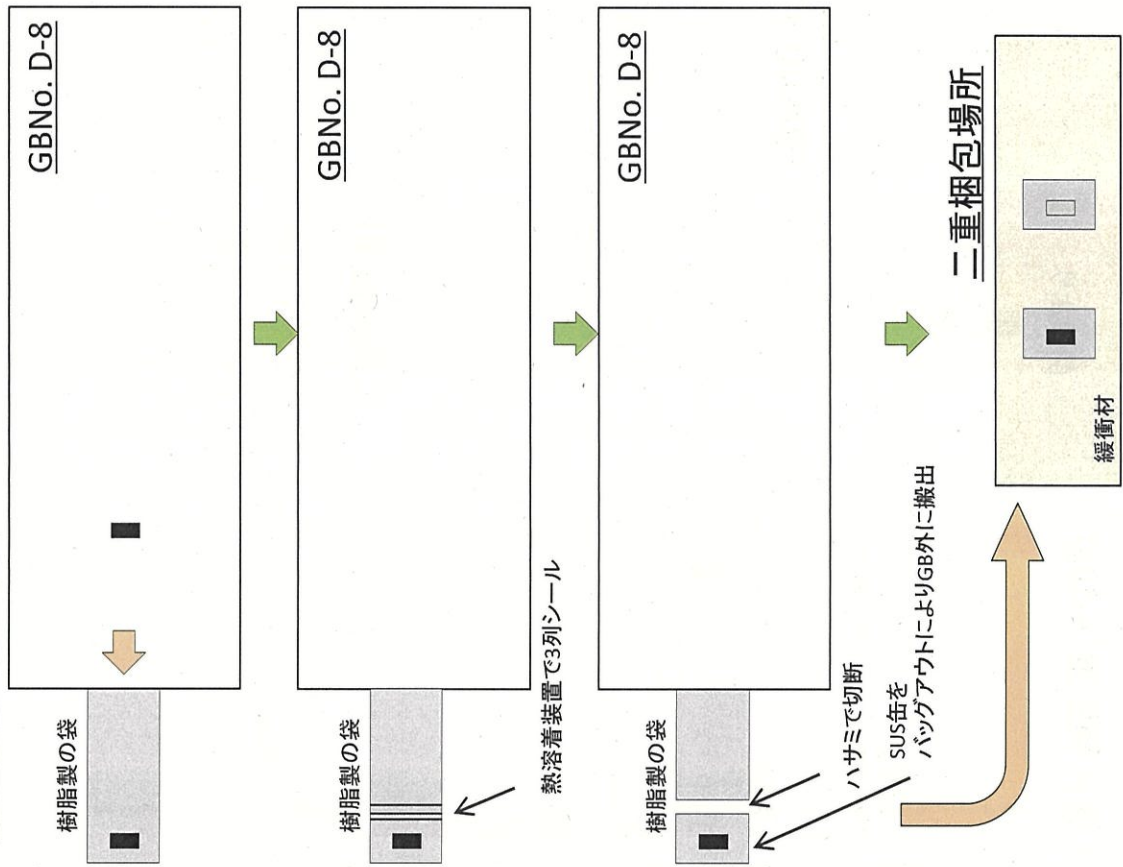 GBNo. D-8
樹脂製の袋
GBNo. D-8
樹脂製の袋
熱溶着装置で3列シール
GBNo. D-8
樹脂製の袋
ハサミで切断
SUS缶を
バッグアウトによりGB外に搬出
二重梱包場所
緩衝材